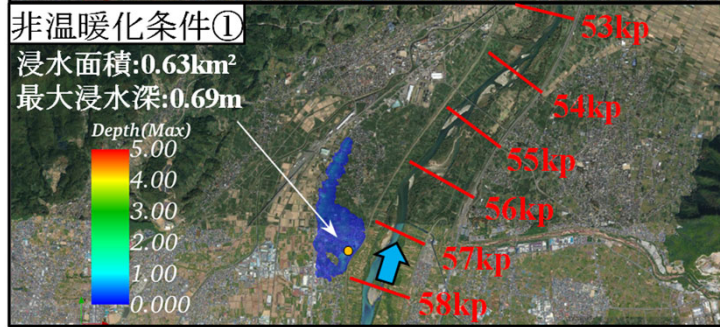 非温暖化条件①
浸水面積:0.63km²
最大浸水深:0.69m
Depth(Max)
5.00
4.00
3.00
2.00
1.00
0.000
53kp
54kp
55kp
56kp
57kp
58kp